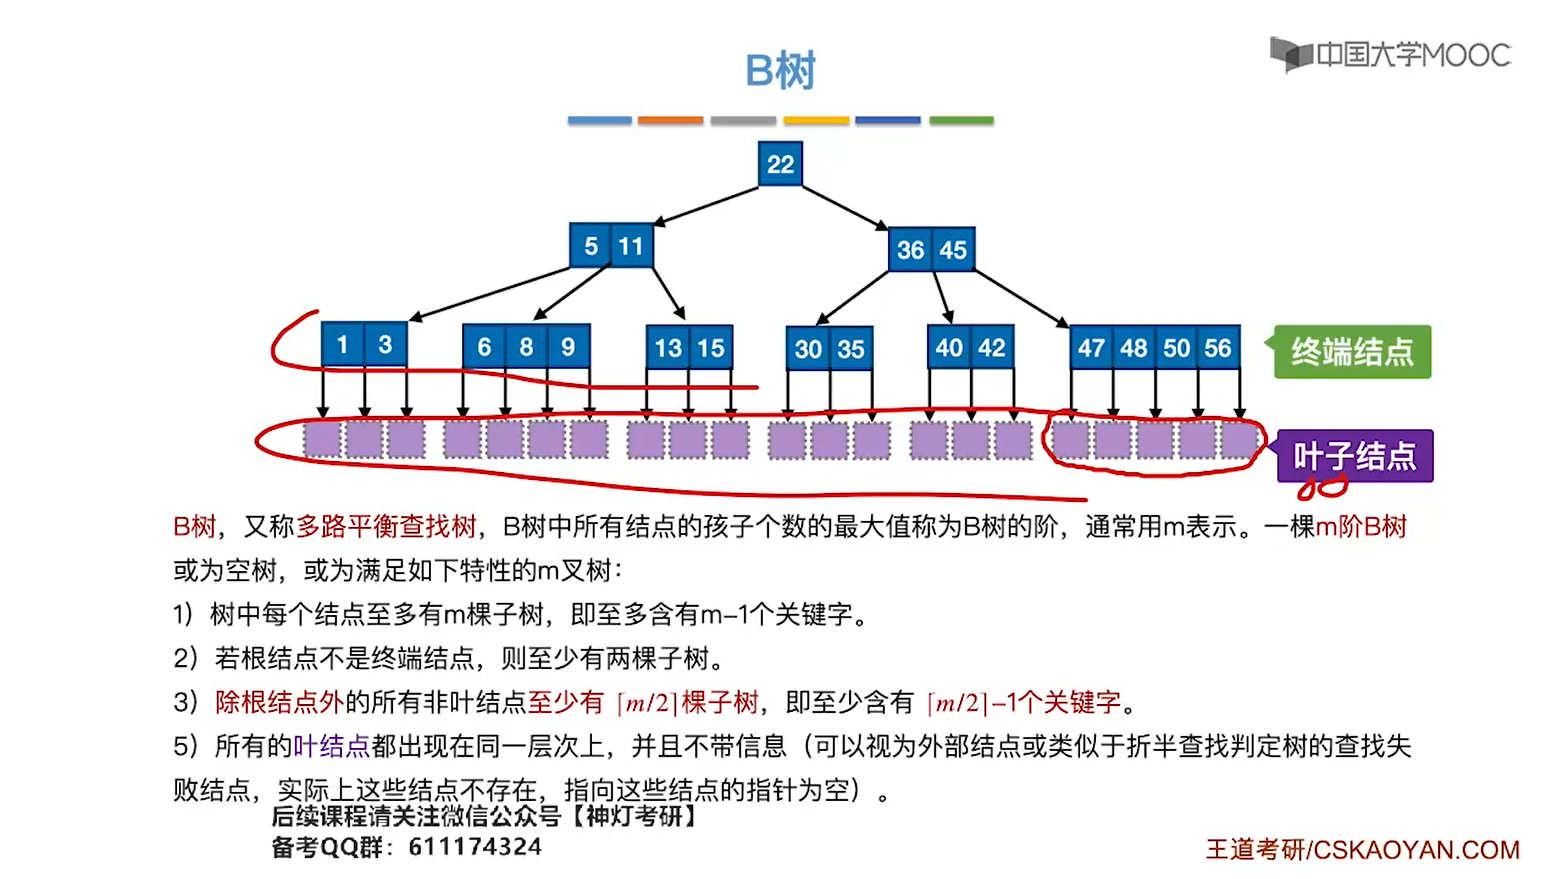 中国大学MOOC
B树
22
5 11
36 45
1 3
6 8 9
13 15
30 35
40 42
47 48 50 56
终端结点
叶子结点
B树，又称多路平衡查找树，B树中所有结点的孩子个数的最大值称为B树的阶，通常用m表示。一棵m阶B树
或为空树，或为满足如下特性的m叉树：
1）树中每个结点至多有m棵子树，即至多含有m-1个关键字。
2）若根结点不是终端结点，则至少有两棵子树。
3）除根结点外的所有非叶结点至少有 ⌈m/2⌉棵子树，即至少含有 ⌈m/2⌉-1个关键字。
5）所有的叶结点都出现在同一层次上，并且不带信息（可以视为外部结点或类似于折半查找判定树的查找失
败结点，实际上这些结点不存在，指向这些结点的指针为空）。
后续课程请关注微信公众号【神灯考研】
备考QQ群：611174324
王道考研/CSKAOYAN.COM